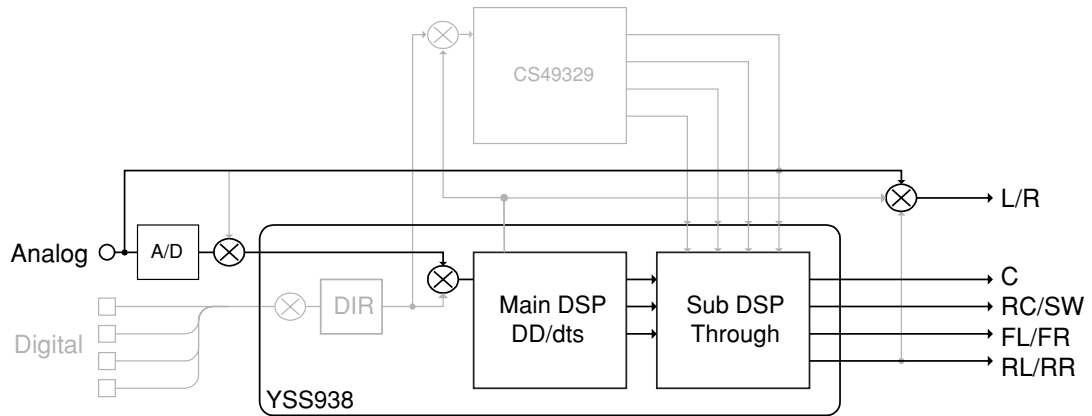 CS49329
L/R
Analog
A/D
C
DIR
Main DSP
DD/dts
Sub DSP
Through
RC/SW
Digital
FL/FR
RL/RR
YSS938